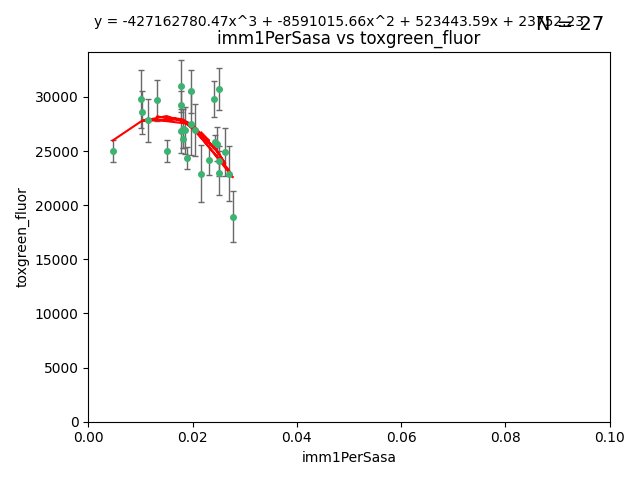 y = -427162780.47x^3 + -8591015.66x^2 + 523443.59x + 23752.23
N = 27
imm1PerSasa vs toxgreen_fluor
30000
25000
20000
15000
10000
5000
0
toxgreen_fluor
0.00 0.02 0.04 0.06 0.08 0.10
imm1PerSasa